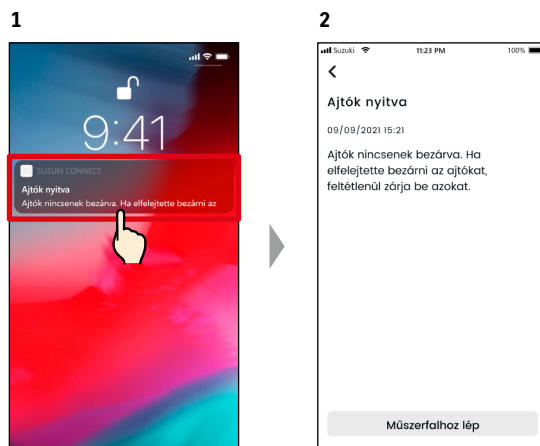 1
9:41
SUZUKI CONNECT
Ajtók nyitva
Ajtók nincsenek bezárva. Ha elfelejtette bezárni az
2
Suzuki 11:23 PM 100%
Ajtók nyitva
09/09/2021 15:21
Ajtók nincsenek bezárva. Ha
elfelejtette bezárni az ajtókat,
feltétlenül zárja be azokat.
Műszerfalhoz lép